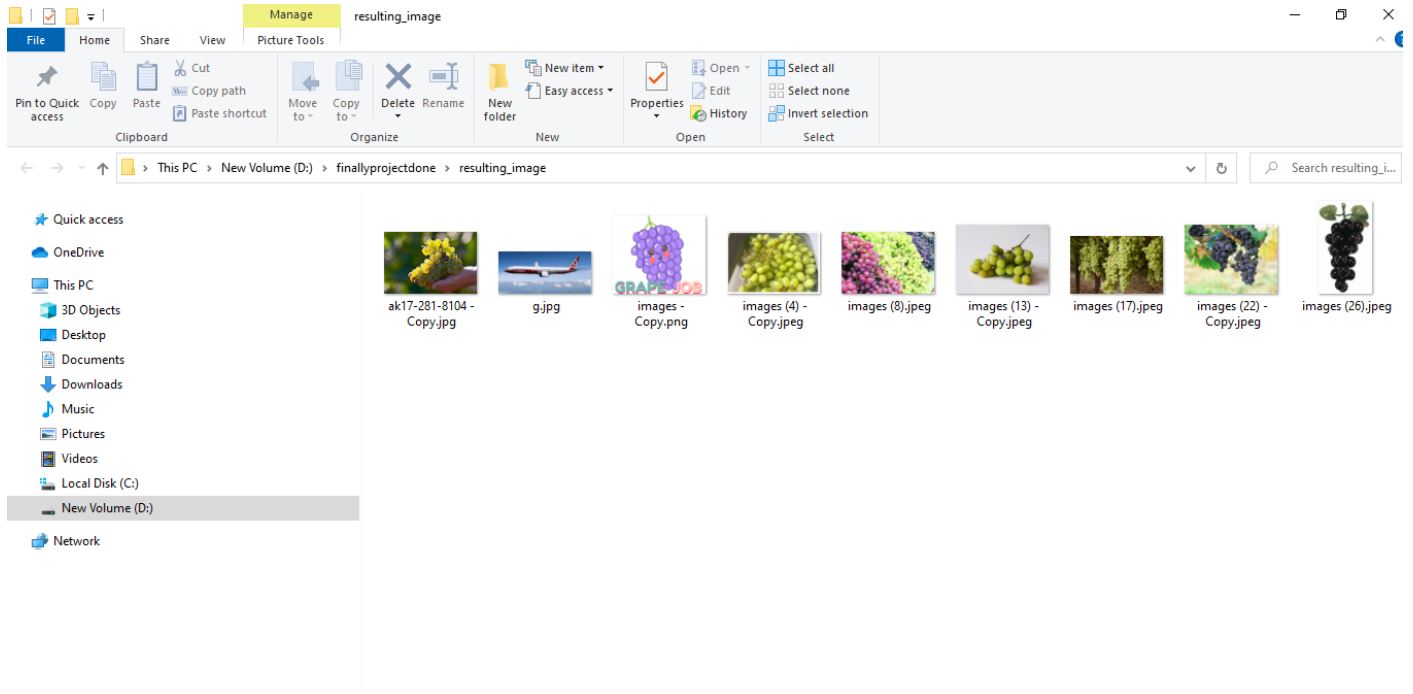 Manage
resulting_image
File
Home
Share
View
Picture Tools
Pin to Quick access
Copy
Paste
Cut
Copy path
Paste shortcut
Clipboard
Move to
Copy to
Delete
Rename
Organize
New folder
New item
Easy access
New
Properties
Open
Edit
History
Open
Select all
Select none
Invert selection
Select
This PC > New Volume (D:) > finallyprojectdone > resulting_image
Search resulting_i...
Quick access
OneDrive
This PC
3D Objects
Desktop
Documents
Downloads
Music
Pictures
Videos
Local Disk (C:)
New Volume (D:)
Network
GRAPE JOB
ak17-281-8104 -
Copy.jpg
g.jpg
images -
Copy.png
images (4) -
Copy.jpeg
images (8).jpeg
images (13) -
Copy.jpeg
images (17).jpeg
images (22) -
Copy.jpeg
images (26).jpeg